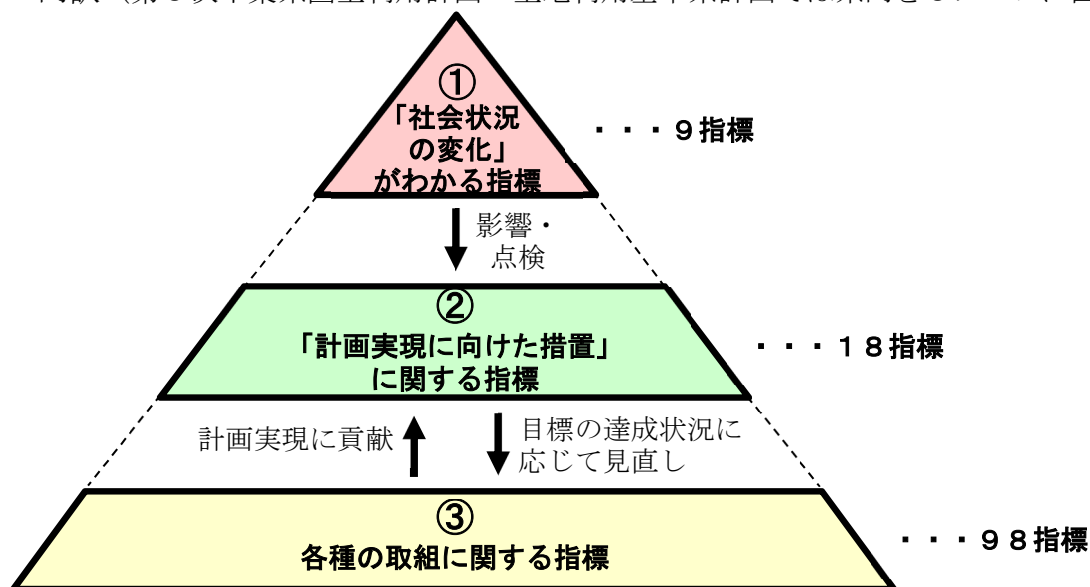 ①
「社会状況
の変化」
がわかる指標
・・・９指標
影響・
点検
②
「計画実現に向けた措置」
に関する指標
・・・１８指標
計画実現に貢献
目標の達成状況に
応じて見直し
③
各種の取組に関する指標
・・・９８指標